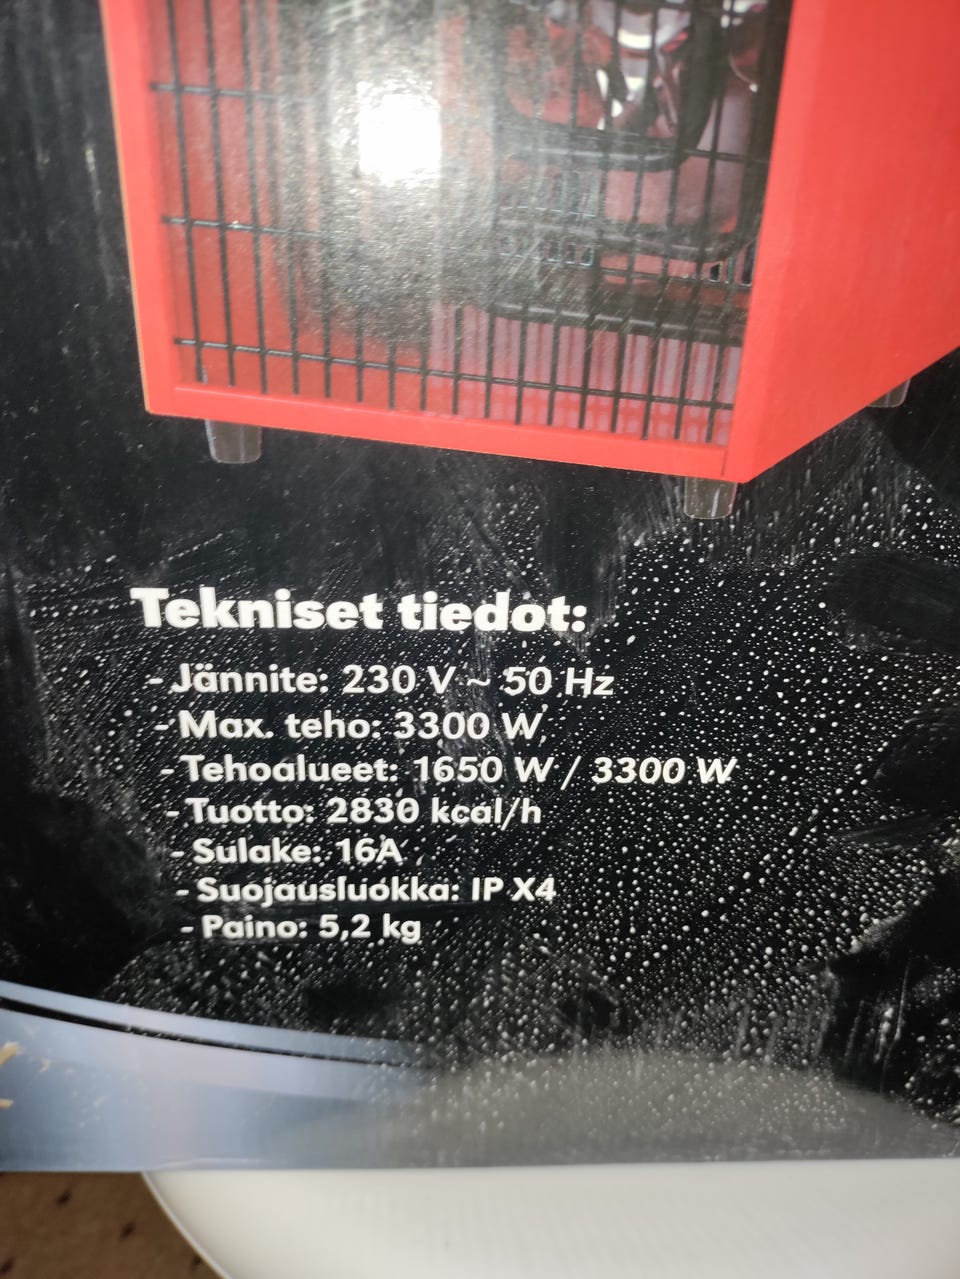 Tekniset tiedot:
- Jännite: 230 V ~ 50 Hz
- Max. teho: 3300 W
- Tehoalueet: 1650 W / 3300 W
- Tuotto: 2830 kcal/h
- Sulake: 16A
- Suojausluokka: IP X4
- Paino: 5,2 kg